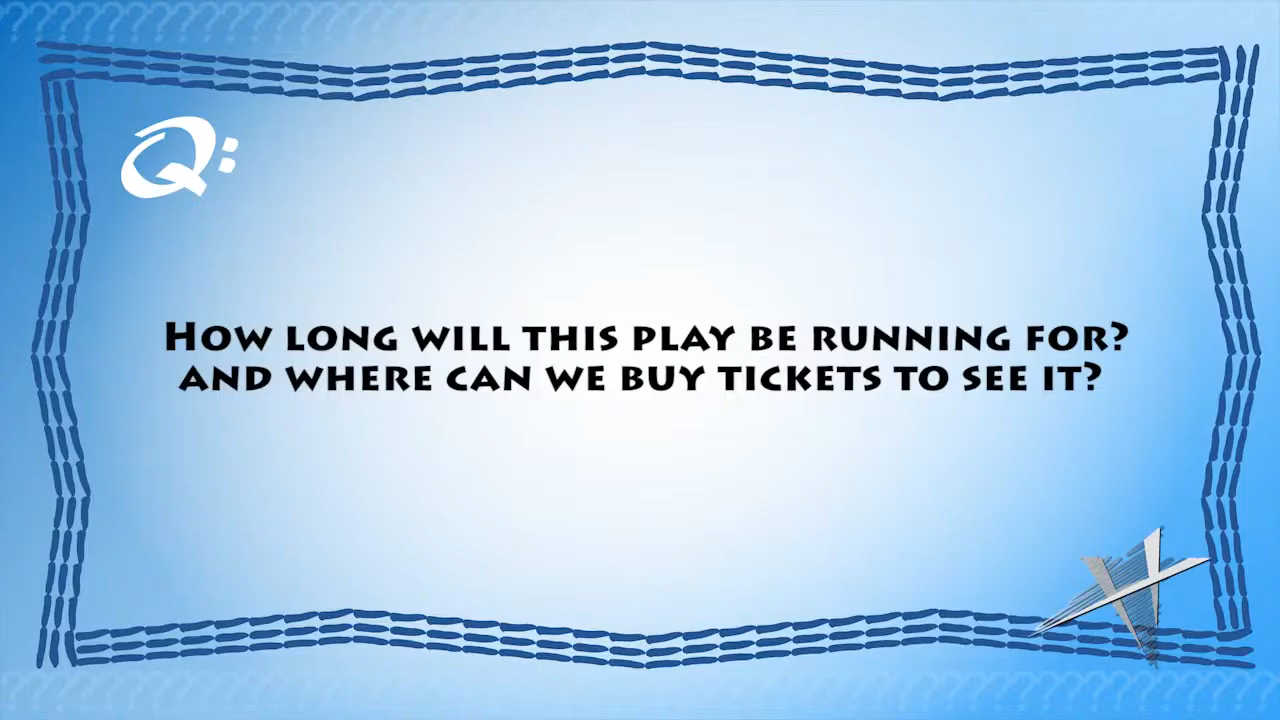 Q:
How long will this play be running for?
and where can we buy tickets to see it?